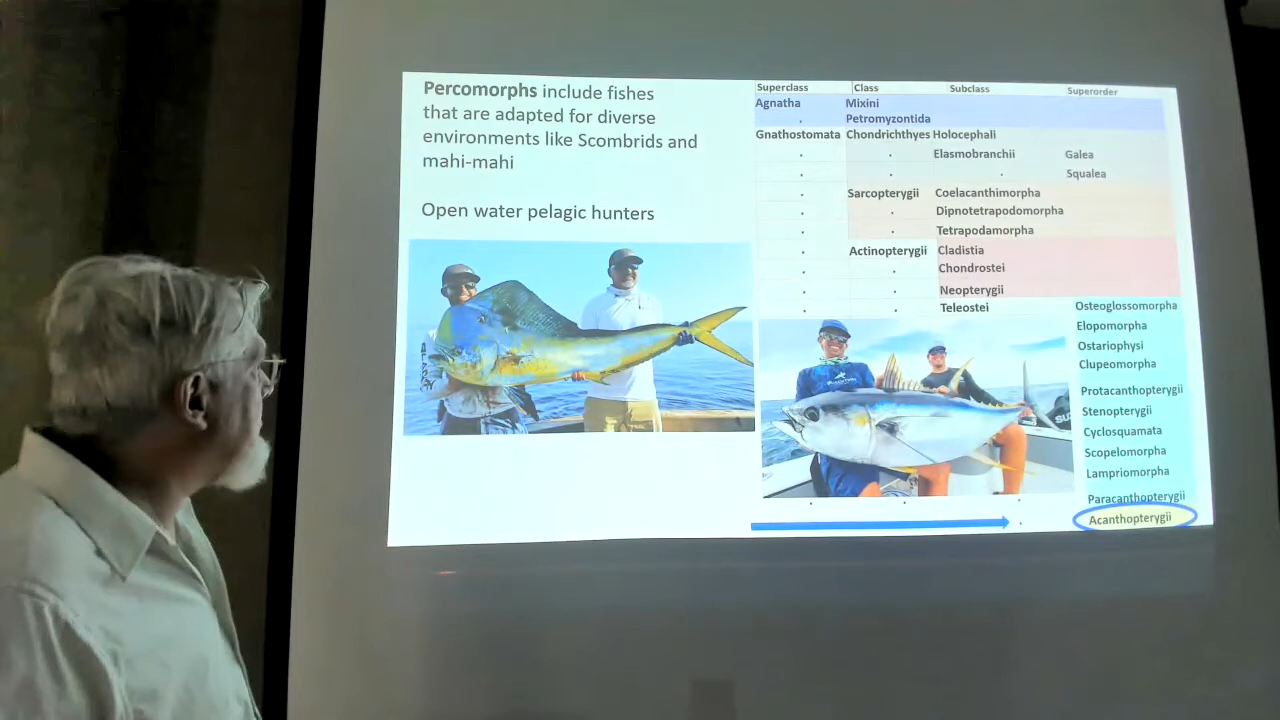 Percomorphs include fishes
that are adapted for diverse
environments like Scombrids and
mahi-mahi
Open water pelagic hunters
Superclass Class Subclass Superorder
Agnatha Mixini
Petromyzontida
Gnathostomata Chondrichthyes Holocephali
Elasmobranchii Galea
Squalea
Sarcopterygii Coelacanthimorpha
Dipnotetrapodomorpha
Tetrapodamorpha
Actinopterygii Cladistia
Chondrostei
Neopterygii
Teleostei Osteoglossomorpha
Elopomorpha
Ostariophysi
Clupeomorpha
Protacanthopterygii
Stenopterygii
Cyclosquamata
Scopelomorpha
Lampriomorpha
Paracanthopterygii
Acanthopterygii